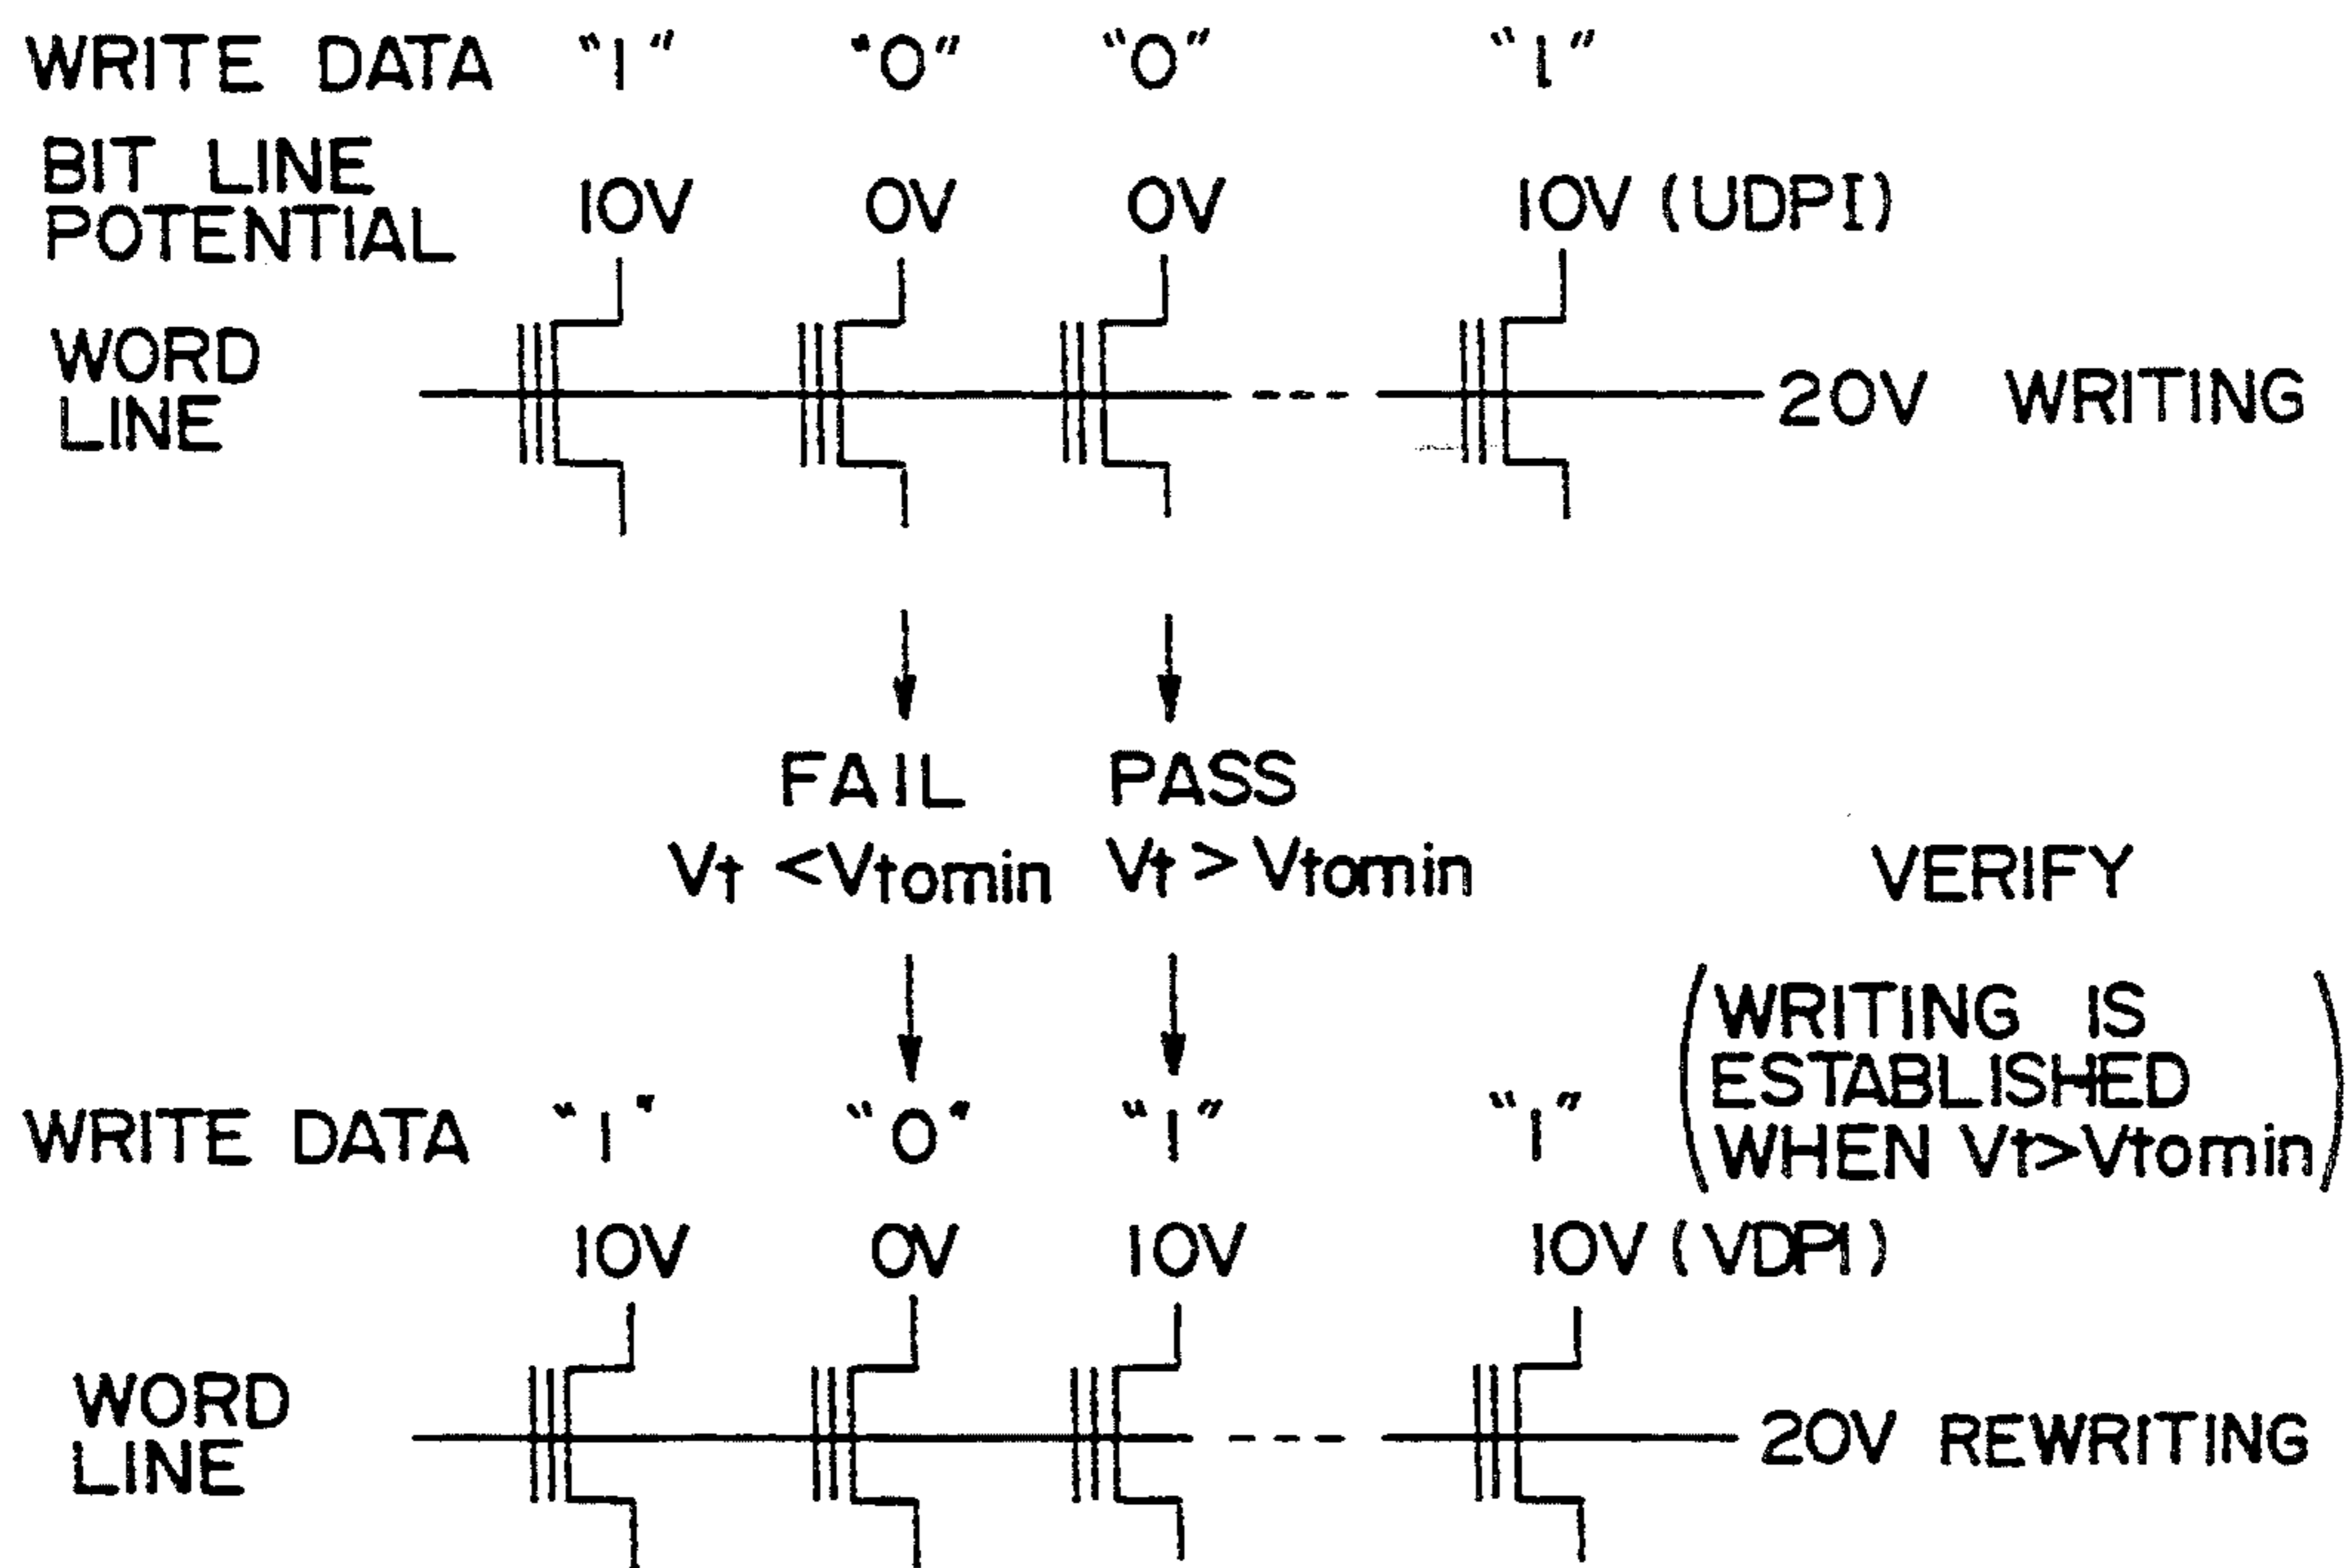 WRITE DATA "1" "0" "0" "1"
BIT LINE
POTENTIAL 10V 0V 0V 10V (UDPI)
WORD
LINE 20V WRITING
FAIL PASS
Vt <Vtomin Vt > Vtomin VERIFY
(WRITING IS
ESTABLISHED
WHEN Vt>Vtomin)
WRITE DATA "1" "0" "1" "1"
10V 0V 10V 10V (VDPI)
WORD
LINE 20V REWRITING